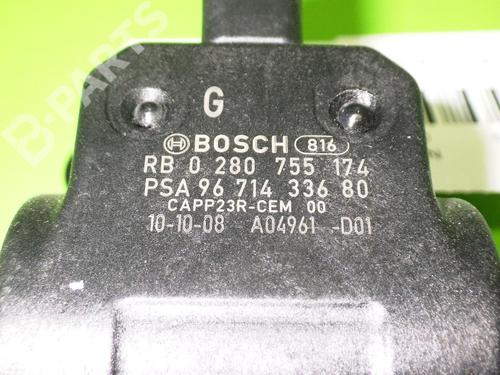 B-PARTS
G
BOSCH 816
RB 0 280 755 174
PSA 96 714 336 80
CAPP23R-CEM 00
10-10-08 A04961 -D01